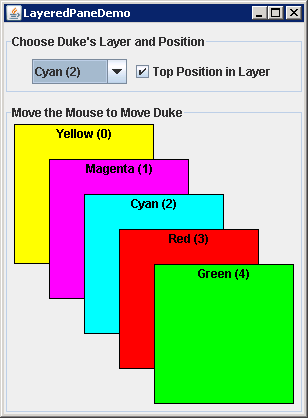 LayeredPaneDemo
Choose Duke's Layer and Position
Cyan (2)
Top Position in Layer
Move the Mouse to Move Duke
Yellow (0)
Magenta (1)
Cyan (2)
Red (3)
Green (4)